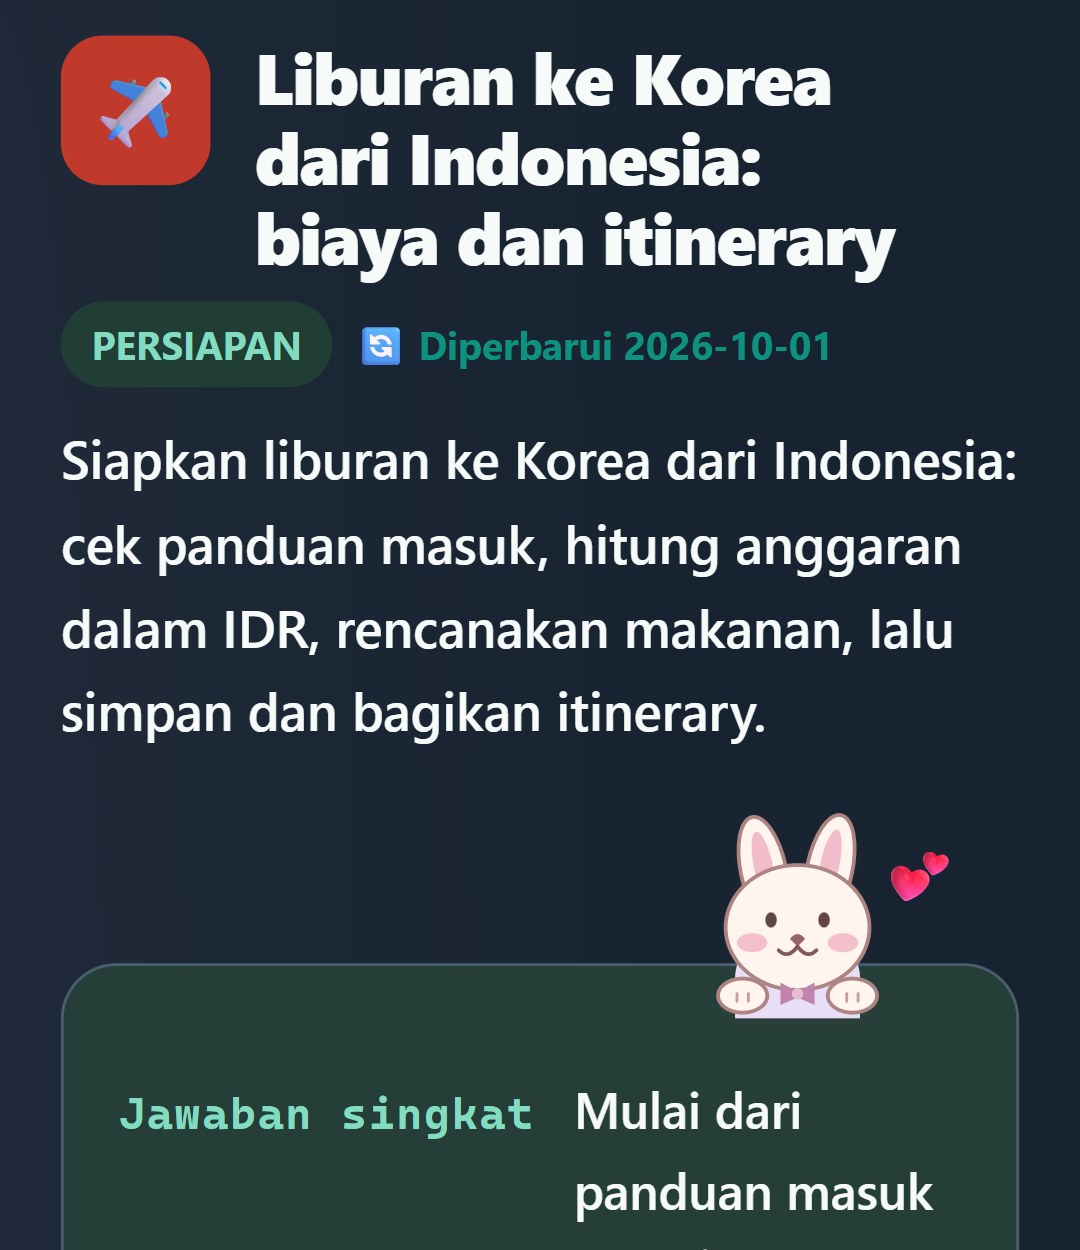 Liburan ke Korea
dari Indonesia:
biaya dan itinerary
PERSIAPAN
Diperbarui 2026-10-01
Siapkan liburan ke Korea dari Indonesia:
cek panduan masuk, hitung anggaran
dalam IDR, rencanakan makanan, lalu
simpan dan bagikan itinerary.
Jawaban singkat
Mulai dari
panduan masuk